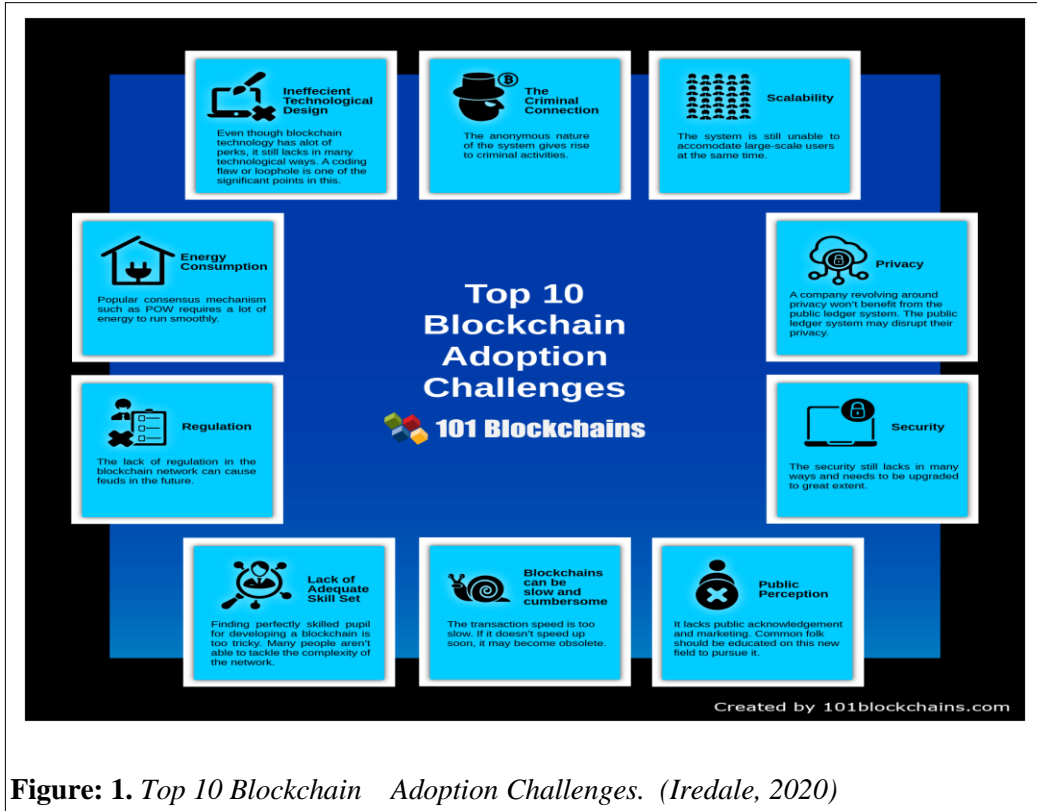 Ineffecient
Technological
Design
Even though blockchain
technology has alot of
perks, it still lacks in many
technological ways. A coding
flaw or loophole is one of the
significant points in this.
The
Criminal
Connection
The anonymous nature
of the system gives rise
to criminal activities.
Scalability
The system is still unable to
accomodate large-scale users
at the same time.
Energy
Consumption
Popular consensus mechanism
such as POW requires a lot of
energy to run smoothly.
Top 10
Blockchain
Adoption
Challenges
101 Blockchains
Privacy
A company revolving around
privacy won't benefit from the
public ledger system. The public
ledger system may disrupt their
privacy.
Regulation
The lack of regulation in the
blockchain network can cause
feuds in the future.
Security
The security still lacks in many
ways and needs to be upgraded
to great extent.
Lack of
Adequate
Skill Set
Finding perfectly skilled pupil
for developing a blockchain is
too tricky. Many people aren't
able to tackle the complexity of
the network.
Blockchains
can be
slow and
cumbersome
The transaction speed is too
slow. If it doesn't speed up
soon, it may become obsolete.
Public
Perception
It lacks public acknowledgement
and marketing. Common folk
should be educated on this new
field to pursue it.
Created by 101blockchains.com
Figure: 1. Top 10 Blockchain Adoption Challenges. (Iredale, 2020)